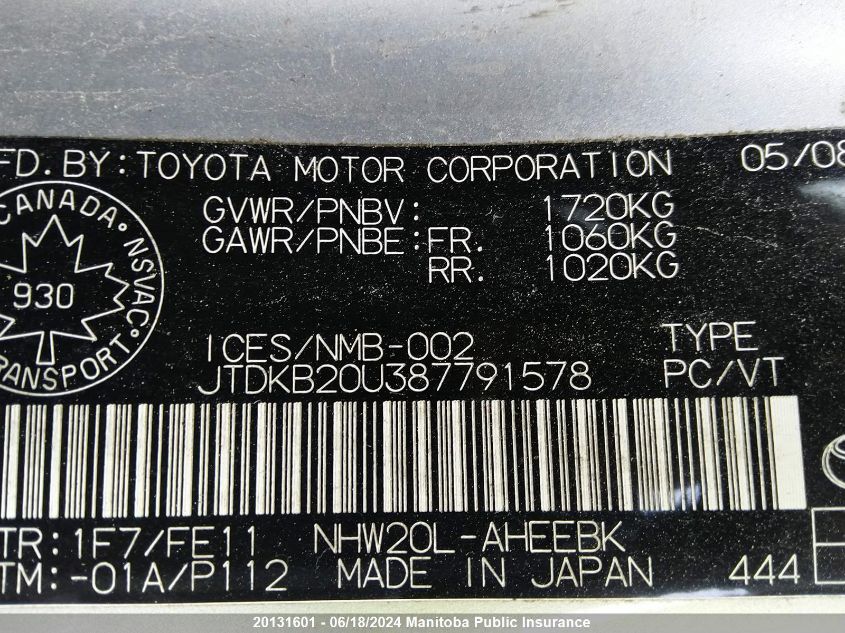 FD. BY: TOYOTA MOTOR CORPORATION 05/08
CANADA NSVAC
930
TRANSPORT
GVWR/PNBV: 1720KG
GAWR/PNBE: FR. 1060KG
RR. 1020KG
ICES/NMB-002 TYPE
JTDKB20U387791578 PC/VT
TR: 1F7/FE11 NHW20L-AHEEBK
TM: -01A/P112 MADE IN JAPAN 444
20131601 - 06/18/2024 Manitoba Public Insurance